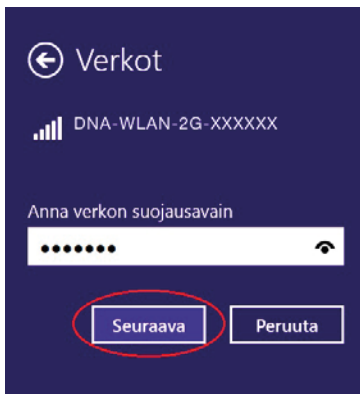 Verkot
DNA-WLAN-2G-XXXXXX
Anna verkon suojausavain
•••••••
Seuraava
Peruuta